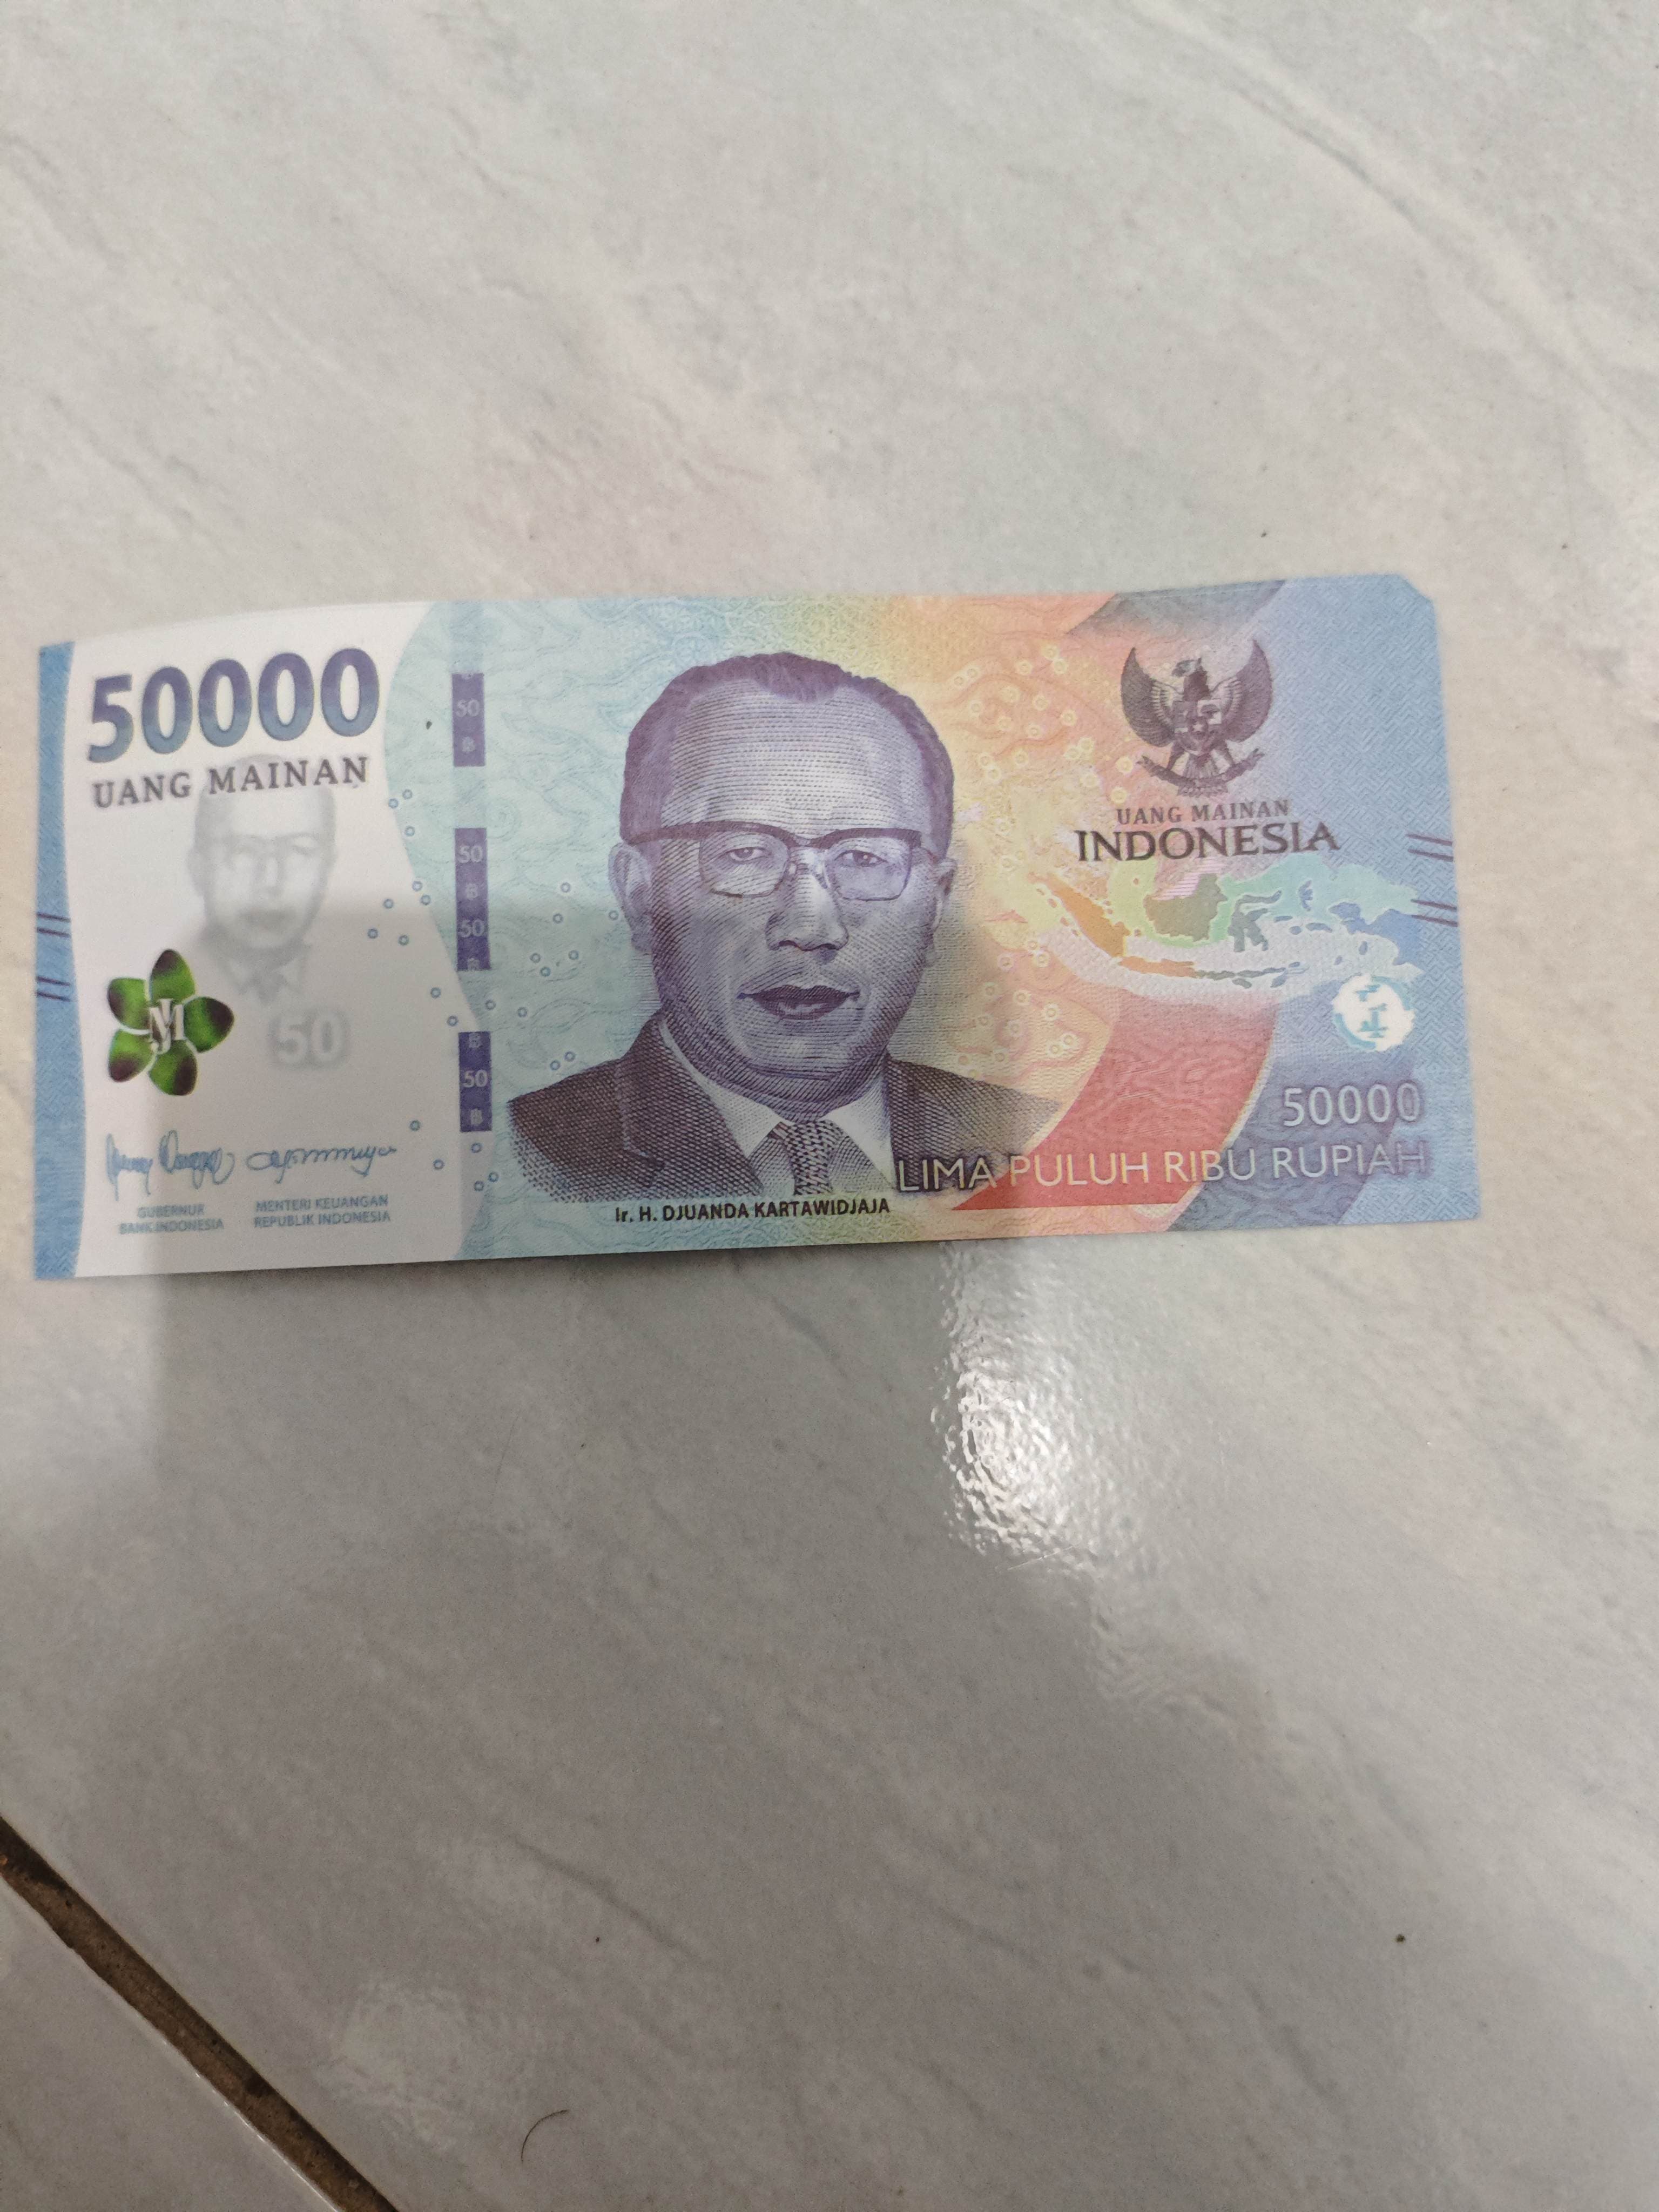 50000
UANG MAINAN
50
50
50
50
50
JM
GUBERNUR
BANK INDONESIA
MENTERI KEUANGAN
REPUBLIK INDONESIA
Ir. H. DJUANDA KARTAWIDJAJA
UANG MAINAN
INDONESIA
50000
LIMA PULUH RIBU RUPIAH